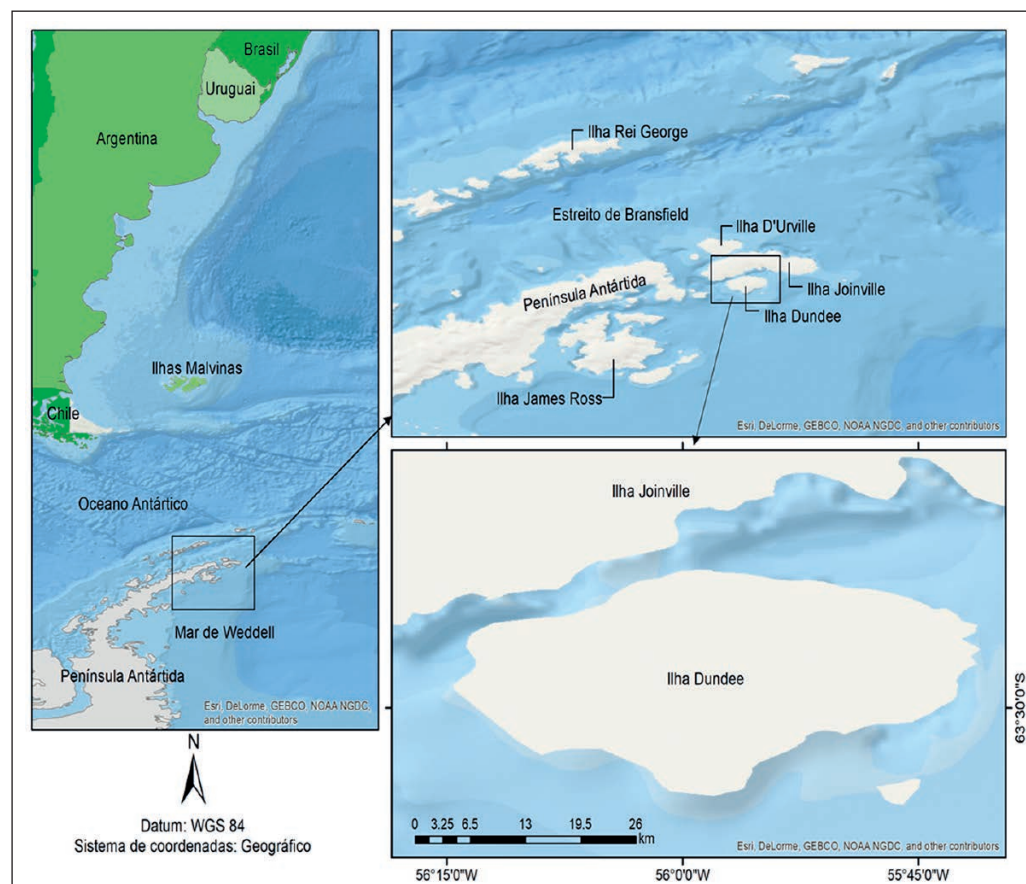 Brasil
Uruguai
Argentina
Ilhas Malvinas
Chile
Oceano Antártico
Mar de Weddell
Península Antártida
Esri, DeLorme, GEBCO, NOAA NGDC,
and other contributors
Ilha Rei George
Estreito de Bransfield
Ilha D'Urville
Península Antártida
Ilha Joinville
Ilha Dundee
Ilha James Ross
Esri, DeLorme, GEBCO, NOAA NGDC, and other contributors
Ilha Joinville
Ilha Dundee
63°30'0"S
0 3.25 6.5 13 19.5 26
km
Esri, DeLorme, GEBCO, NOAA NGDC, and other contributors
56°15'0"W 56°0'0"W 55°45'0"W
N
Datum: WGS 84
Sistema de coordenadas: Geográfico